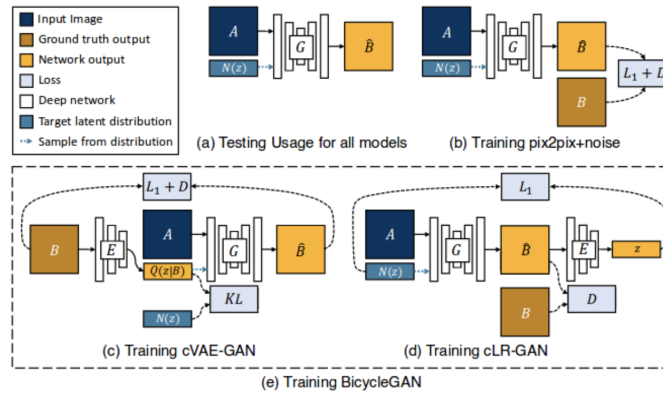 Input Image
Ground truth output
Network output
Loss
Deep network
Target latent distribution
Sample from distribution
A
N(z)
G
B̂
(a) Testing Usage for all models
A
N(z)
G
B̂
B
L₁ + D
(b) Training pix2pix+noise
L₁ + D
B
E
A
Q(z|B)
G
B̂
N(z)
KL
(c) Training cVAE-GAN
L₁
A
N(z)
G
B̂
E
z
B
D
(d) Training cLR-GAN
(e) Training BicycleGAN